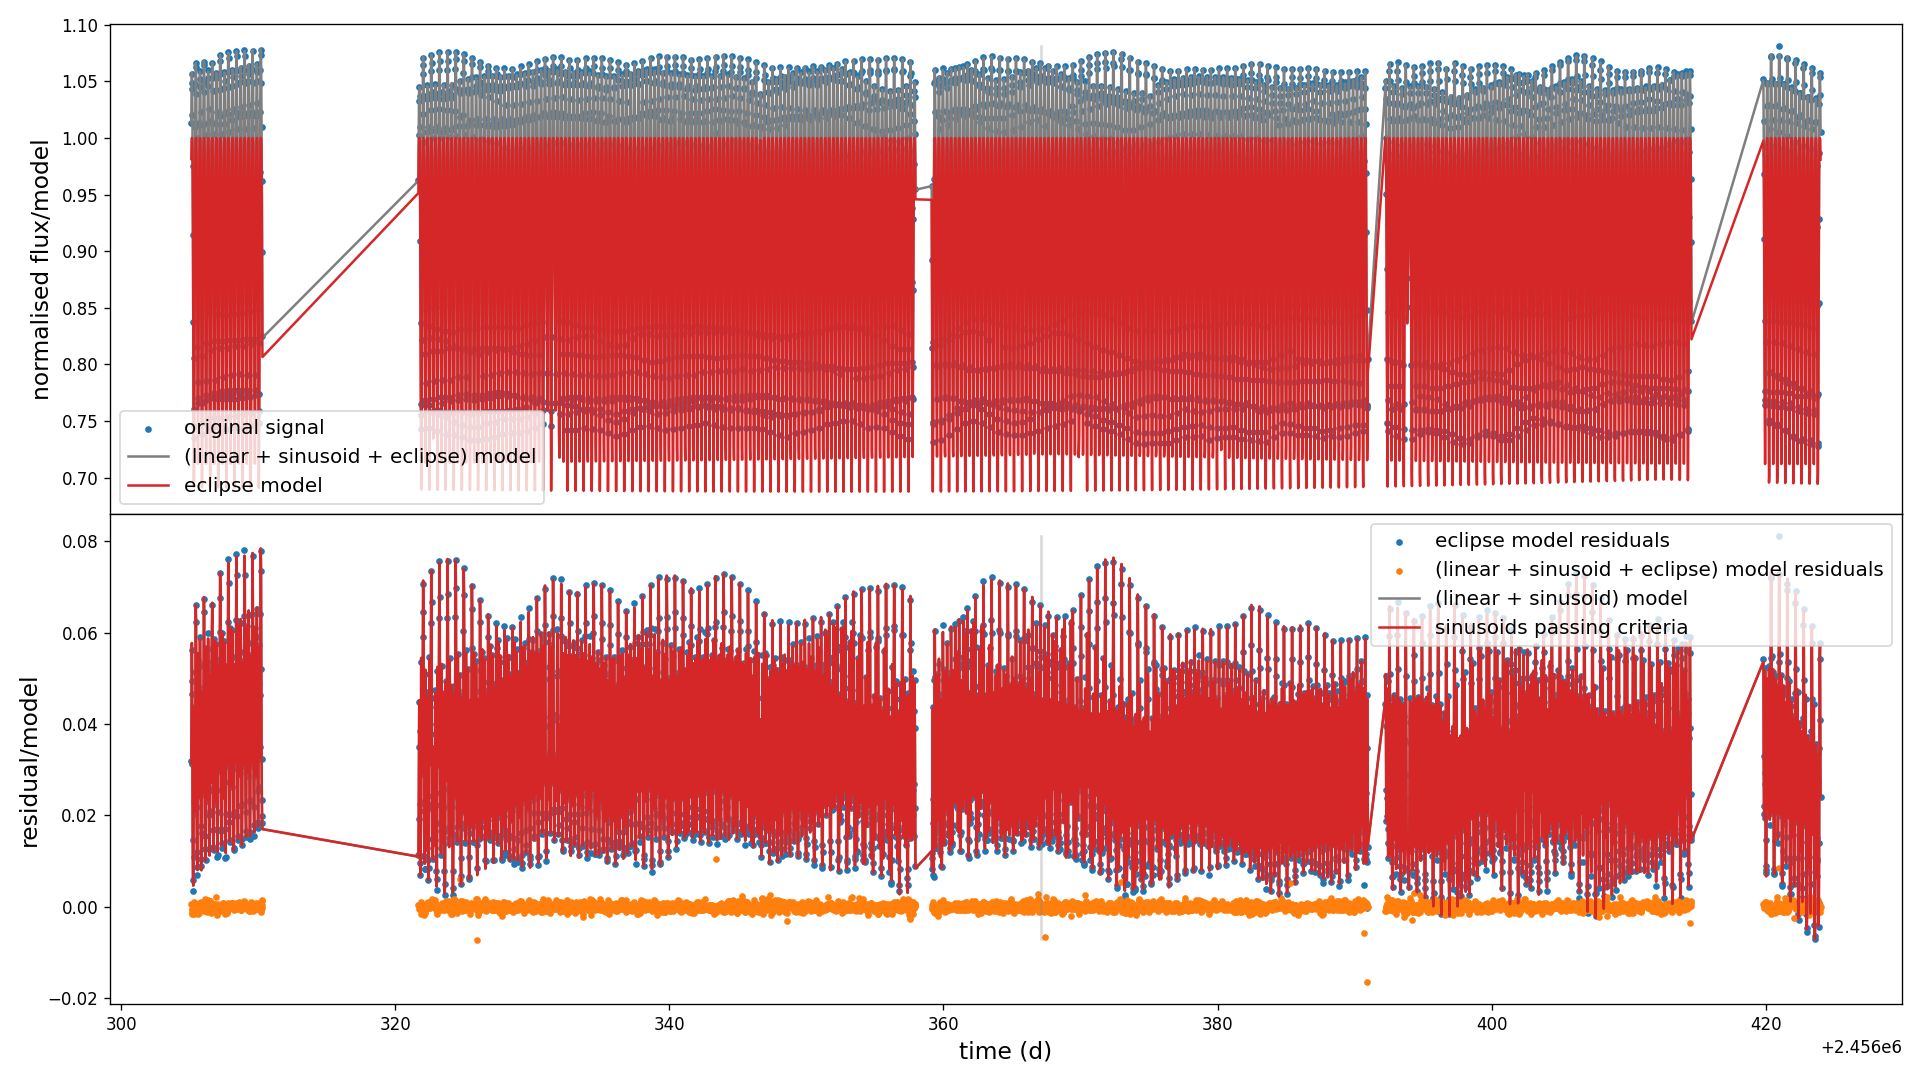 1.10
1.05
1.00
0.95
0.90
0.85
0.80
0.75
0.70
normalised flux/model
original signal
(linear + sinusoid + eclipse) model
eclipse model
0.08
0.06
0.04
0.02
0.00
−0.02
residual/model
eclipse model residuals
(linear + sinusoid + eclipse) model residuals
(linear + sinusoid) model
sinusoids passing criteria
300
320
340
360
380
400
420
time (d)
+2.456e6